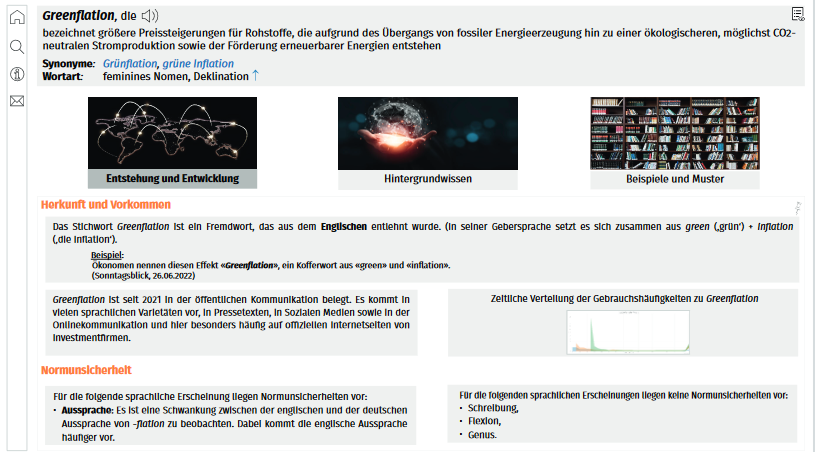 Greenflation, die
bezeichnet größere Preissteigerungen für Rohstoffe, die aufgrund des Übergangs von fossiler Energieerzeugung hin zu einer ökologischeren, möglichst CO2-
neutralen Stromproduktion sowie der Förderung erneuerbarer Energien entstehen
Synonyme: Grünflation, grüne Inflation
Wortart: feminines Nomen, Deklination ↑
Entstehung und Entwicklung
Hintergrundwissen
Beispiele und Muster
Herkunft und Vorkommen
Das Stichwort Greenflation ist ein Fremdwort, das aus dem Englischen entlehnt wurde. (In seiner Gebersprache setzt es sich zusammen aus green (‚grün‘) + inflation
(‚die Inflation‘).
Beispiel:
Ökonomen nennen diesen Effekt «Greenflation», ein Kofferwort aus «green» und «inflation».
(Sonntagsblick, 26.06.2022)
Greenflation ist seit 2021 in der öffentlichen Kommunikation belegt. Es kommt in
vielen sprachlichen Varietäten vor, in Pressetexten, in Sozialen Medien sowie in der
Onlinekommunikation und hier besonders häufig auf offiziellen Internetseiten von
Investmentfirmen.
Zeitliche Verteilung der Gebrauchshäufigkeiten zu Greenflation
Normunsicherheit
Für die folgende sprachliche Erscheinung liegen Normunsicherheiten vor:
• Aussprache: Es ist eine Schwankung zwischen der englischen und der deutschen
Aussprache von -flation zu beobachten. Dabei kommt die englische Aussprache
häufiger vor.
Für die folgenden sprachlichen Erscheinungen liegen keine Normunsicherheiten vor:
• Schreibung,
• Flexion,
• Genus.